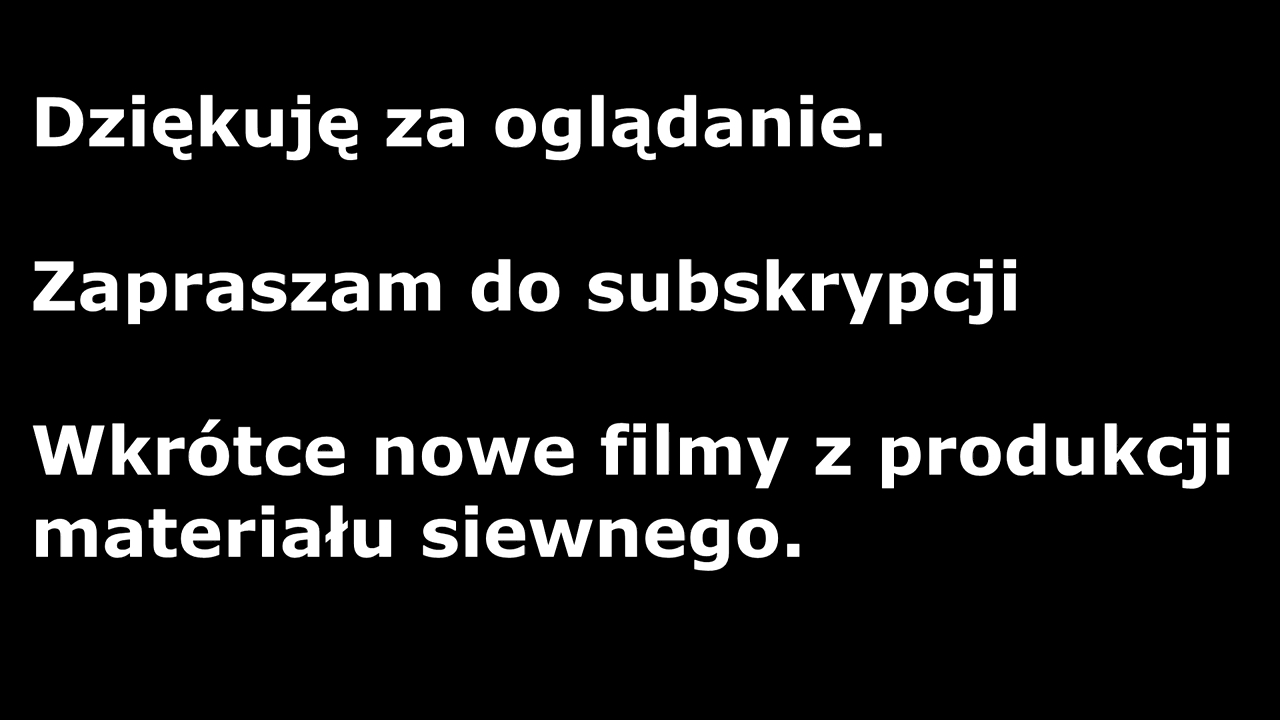 Dziękuję za oglądanie.
Zapraszam do subskrypcji
Wkrótce nowe filmy z produkcji
materiału siewnego.